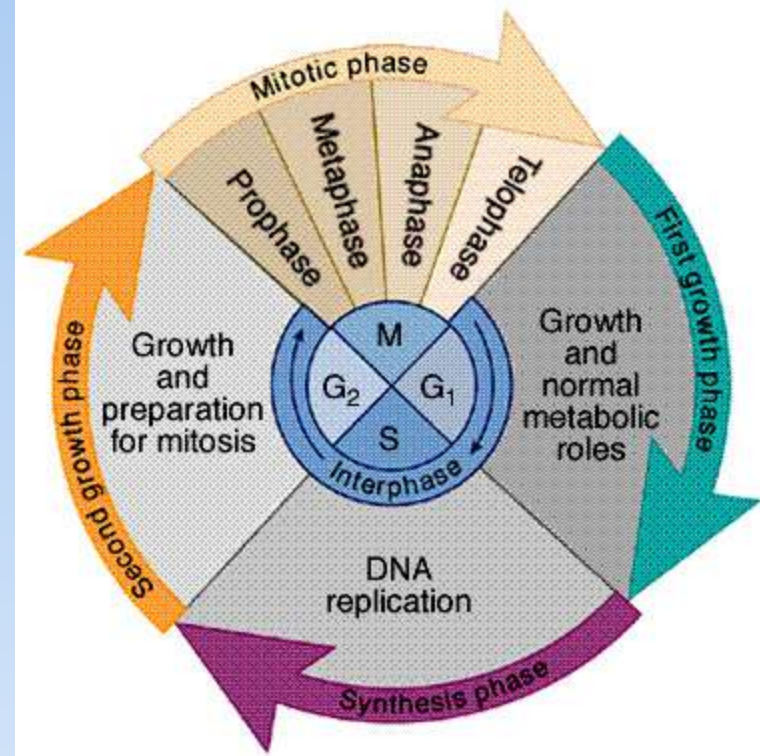 Mitotic phase
Prophase
Metaphase
Anaphase
Telophase
First growth phase
Growth
and
normal
metabolic
roles
Growth
and
preparation
for mitosis
Second growth phase
M
G₂
G₁
S
Interphase
DNA
replication
Synthesis phase